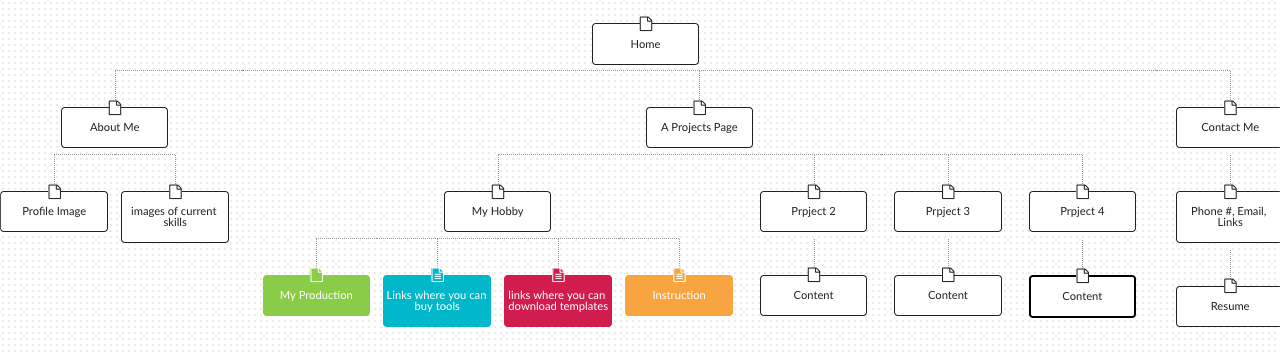 Home
About Me
A Projects Page
Contact Me
Profile Image
images of current
skills
My Hobby
Prpject 2
Prpject 3
Prpject 4
Phone #, Email,
Links
My Production
Links where you can
buy tools
links where you can
download templates
Instruction
Content
Content
Content
Resume